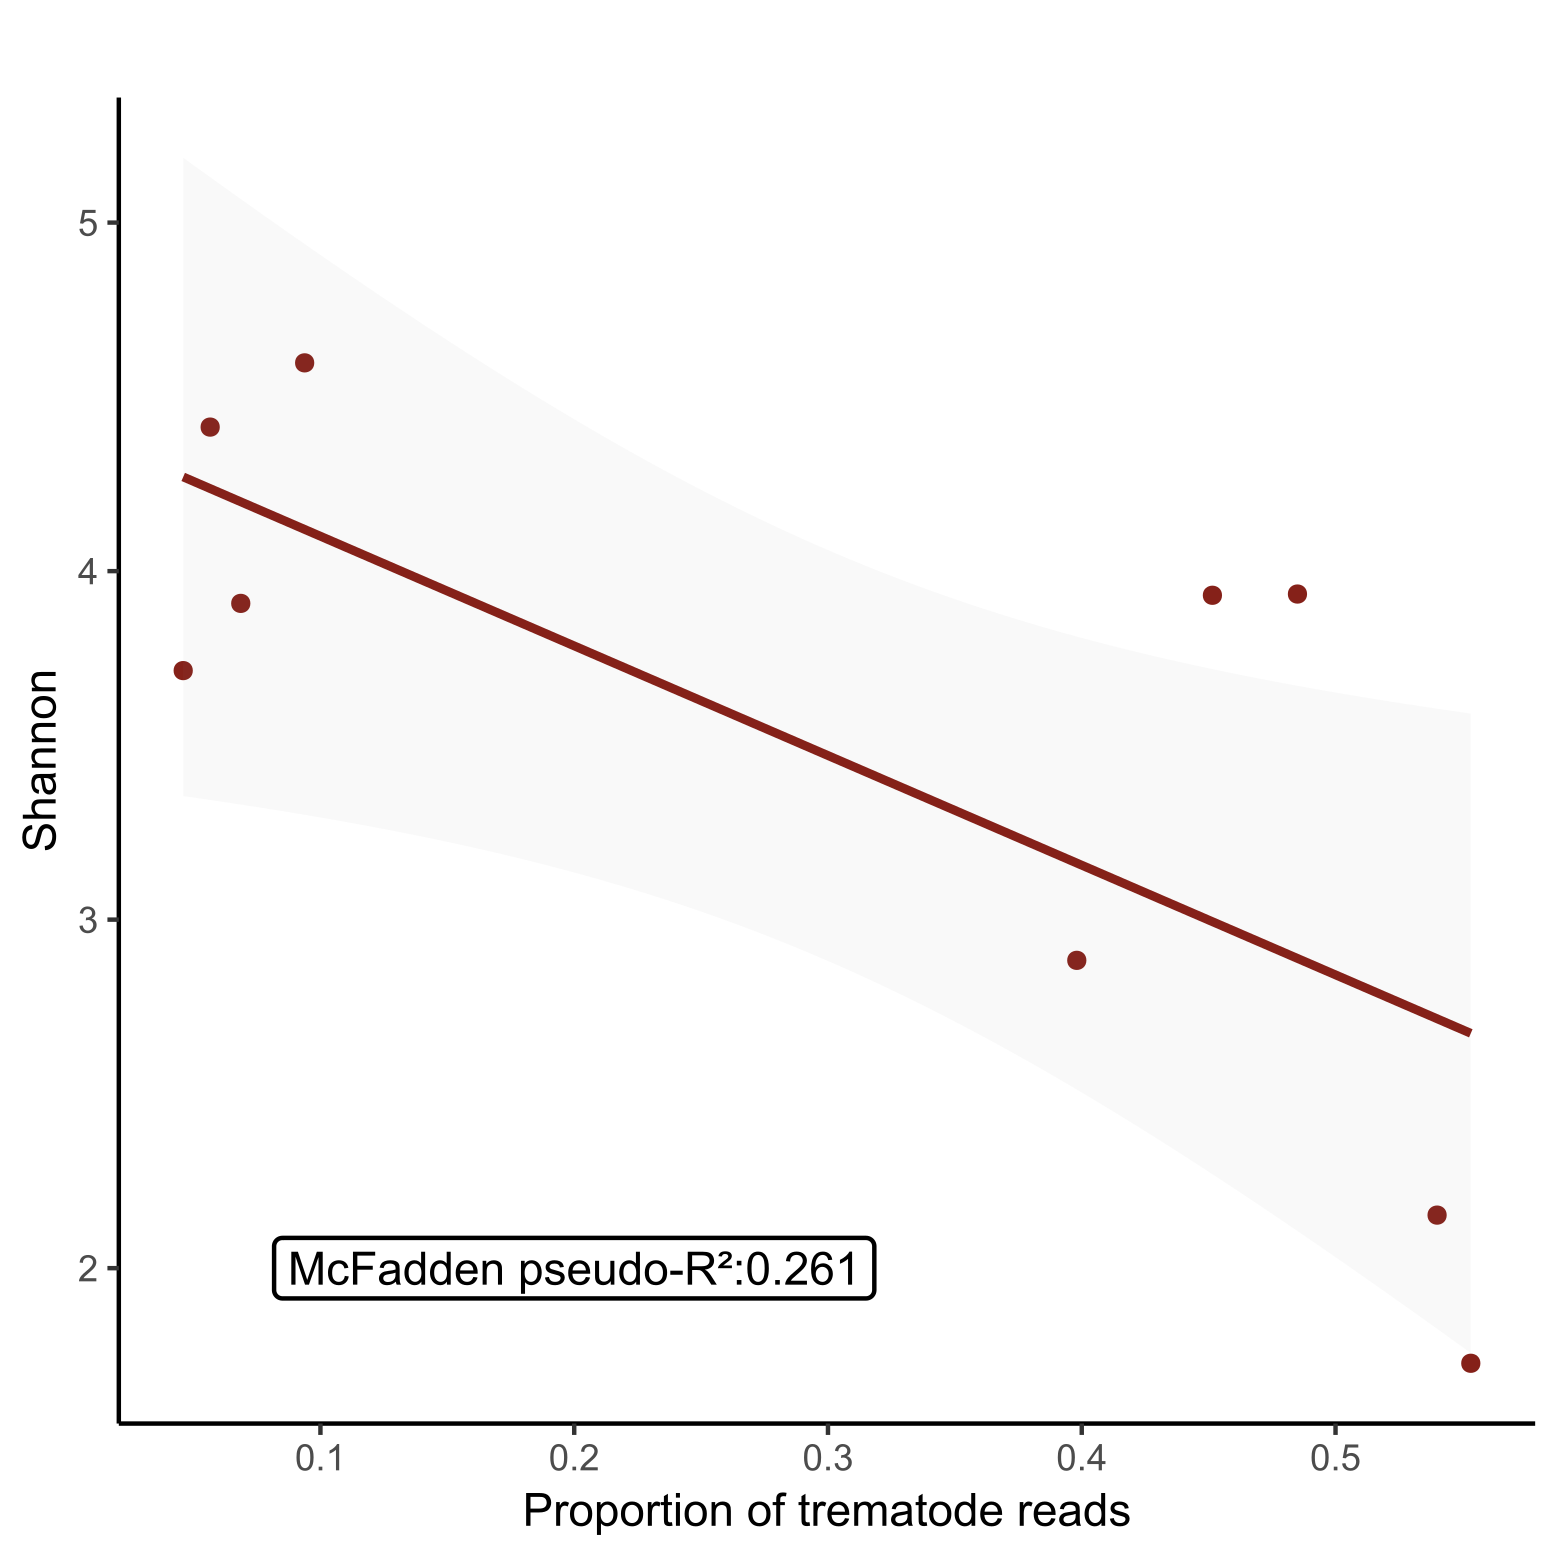 5
4
3
2
Shannon
McFadden pseudo-R²:0.261
0.1 0.2 0.3 0.4 0.5
Proportion of trematode reads